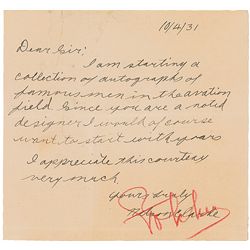 10/4/31
Dear Sir:
I am starting a
collection of autographs of
famous men in the avation
field. Since you are a noted
designer I would of course
want to start with yours
I appreciate this courtesy
very much
Yours truly